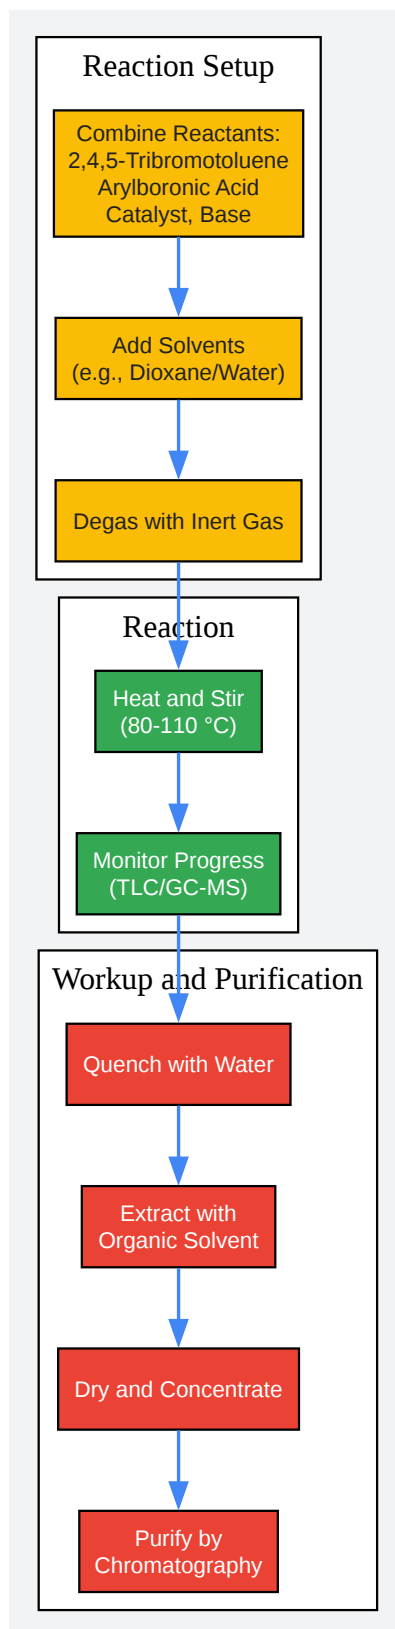 Reaction Setup
Combine Reactants:
2,4,5-Tribromotoluene
Arylboronic Acid
Catalyst, Base
Add Solvents
(e.g., Dioxane/Water)
Degas with Inert Gas
Reaction
Heat and Stir
(80-110 °C)
Monitor Progress
(TLC/GC-MS)
Workup and Purification
Quench with Water
Extract with
Organic Solvent
Dry and Concentrate
Purify by
Chromatography